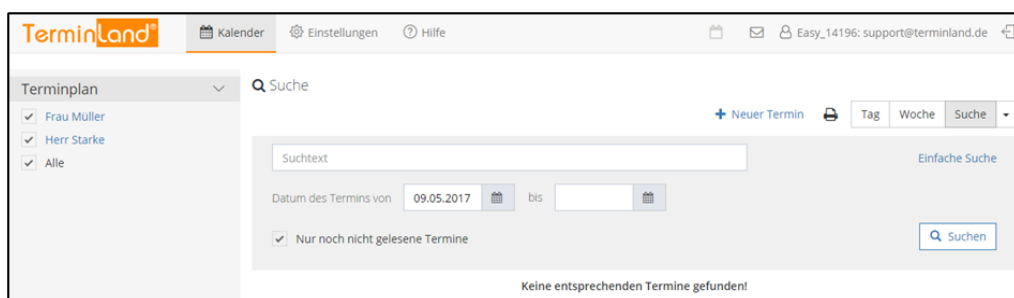 TerminLand®
Kalender
Einstellungen
Hilfe
Easy_14196: support@terminland.de
Terminplan
Frau Müller
Herr Starke
Alle
Suche
Neuer Termin
Tag
Woche
Suche
Suchtext
Einfache Suche
Datum des Termins von
09.05.2017
bis
Nur noch nicht gelesene Termine
Suchen
Keine entsprechenden Termine gefunden!